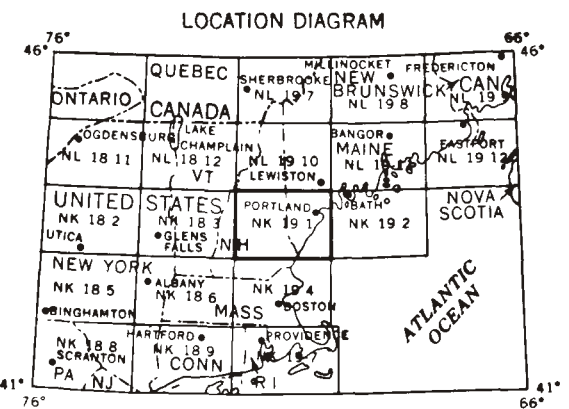 LOCATION DIAGRAM
76° 66°
46° 46°
QUEBEC
CANADA
ONTARIO
SHERBROOKE
NL 19 7
MILLINOCKET
NEW
BRUNSWICK
NL 19 8
FREDERICTON
CAN
NL 19
OGDENSBURG
NL 18 11
LAKE
CHAMPLAIN
NL 18 12
VT
NL 19 10
LEWISTON
BANGOR
MAINE
NL 1
EASTPORT
NL 19 12
UNITED STATES
NK 18 2
UTICA
NK 18 3
GLENS
FALLS
NH
PORTLAND
NK 19 1
BATH
NK 19 2
NOVA
SCOTIA
NEW YORK
NK 18 5
BINGHAMTON
ALBANY
NK 18 6
MASS
NK 19 4
BOSTON
ATLANTIC
OCEAN
NK 18 8
SCRANTON
PA NJ
HARTFORD
NK 18 9
CONN
PROVIDENCE
RI
41° 41°
76° 66°